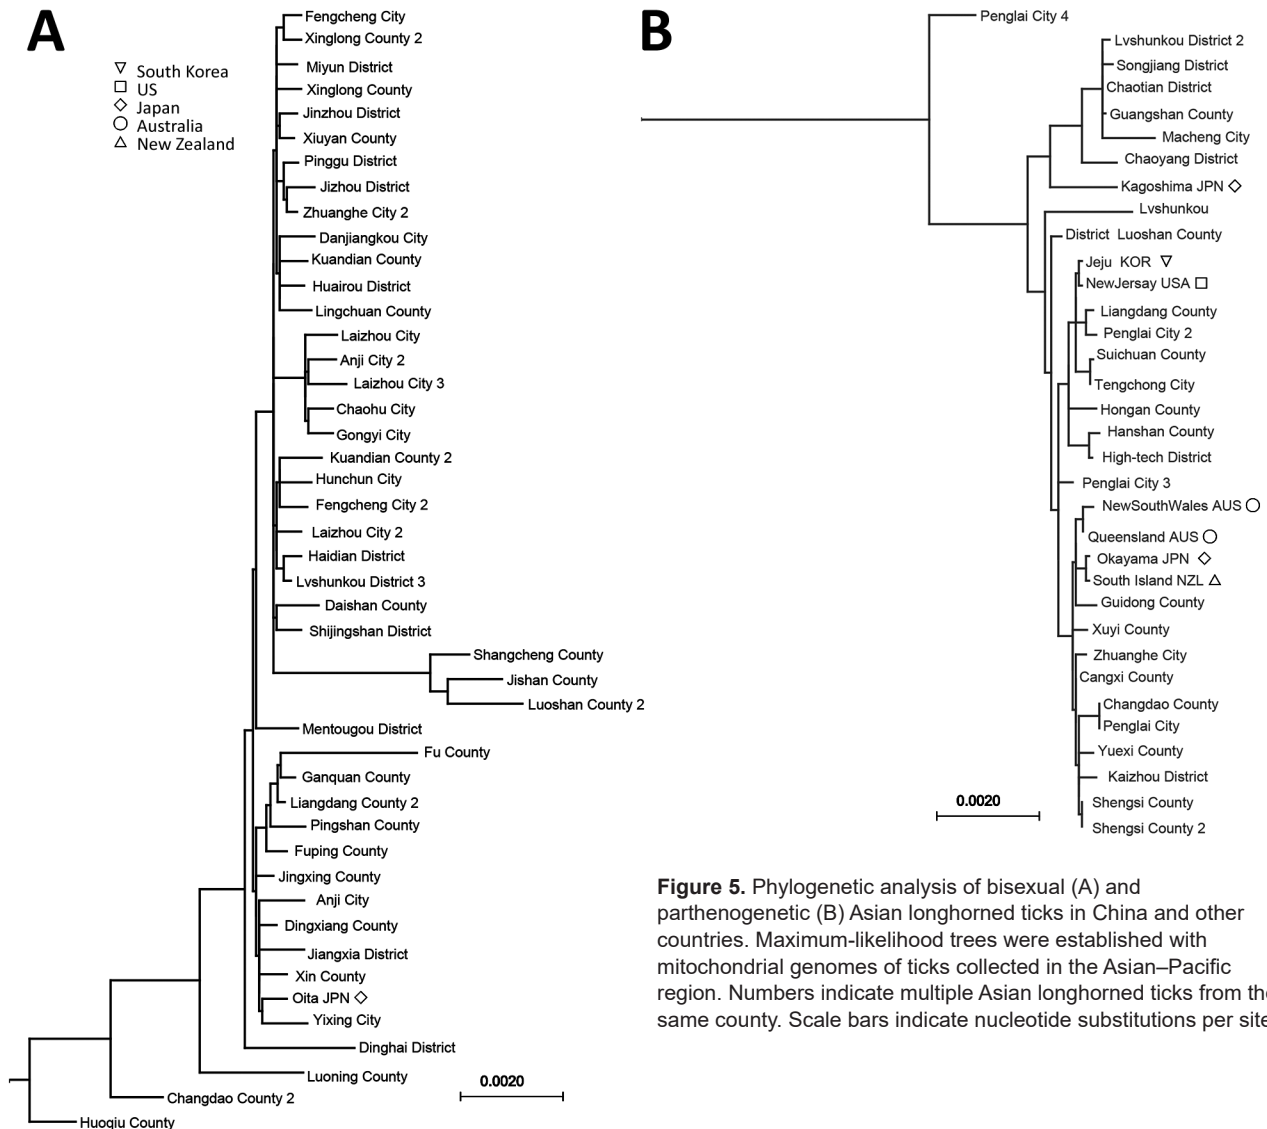 A
South Korea
US
Japan
Australia
New Zealand
Fengcheng City
Xinglong County 2
Miyun District
Xinglong County
Jinzhou District
Xiuyan County
Pinggu District
Jizhou District
Zhuanghe City 2
Danjiangkou City
Kuandian County
Huairou District
Lingchuan County
Laizhou City
Anji City 2
Laizhou City 3
Chaohu City
Gongyi City
Kuandian County 2
Hunchun City
Fengcheng City 2
Laizhou City 2
Haidian District
Lvshunkou District 3
Daishan County
Shijingshan District
Shangcheng County
Jishan County
Luoshan County 2
Mentougou District
Fu County
Ganquan County
Liangdang County 2
Pingshan County
Fuping County
Jingxing County
Anji City
Dingxiang County
Jiangxia District
Xin County
Oita JPN
Yixing City
Dinghai District
Luoning County
Changdao County 2
Huoqiu County
0.0020
B
Penglai City 4
Lvshunkou District 2
Songjiang District
Chaotian District
Guangshan County
Macheng City
Chaoyang District
Kagoshima JPN
Lvshunkou
District Luoshan County
Jeju KOR
NewJersay USA
Liangdang County
Penglai City 2
Suichuan County
Tengchong City
Hongan County
Hanshan County
High-tech District
Penglai City 3
NewSouthWales AUS
Queensland AUS
Okayama JPN
South Island NZL
Guidong County
Xuyi County
Zhuanghe City
Cangxi County
Changdao County
Penglai City
Yuexi County
Kaizhou District
Shengsi County
Shengsi County 2
0.0020
Figure 5. Phylogenetic analysis of bisexual (A) and
parthenogenetic (B) Asian longhorned ticks in China and other
countries. Maximum-likelihood trees were established with
mitochondrial genomes of ticks collected in the Asian–Pacific
region. Numbers indicate multiple Asian longhorned ticks from the
same county. Scale bars indicate nucleotide substitutions per site